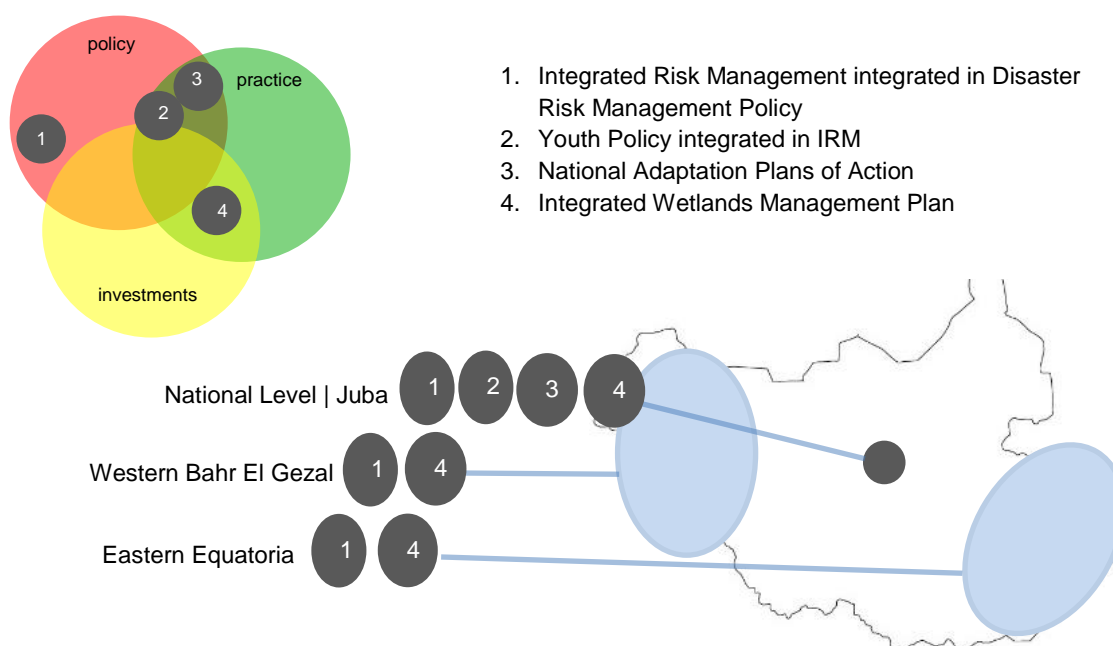 policy
practice
investments
1
2
3
4
1. Integrated Risk Management integrated in Disaster
Risk Management Policy
2. Youth Policy integrated in IRM
3. National Adaptation Plans of Action
4. Integrated Wetlands Management Plan
National Level | Juba 1 2 3 4
Western Bahr El Gezal 1 4
Eastern Equatoria 1 4